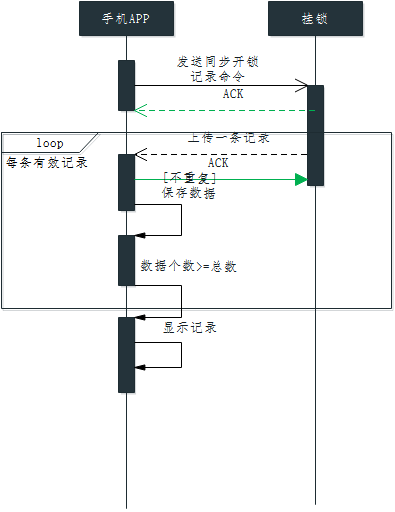 手机APP
挂锁
发送同步开锁
记录命令
ACK
loop
上传一条记录
每条有效记录
ACK
[不重复]
保存数据
数据个数>=总数
显示记录